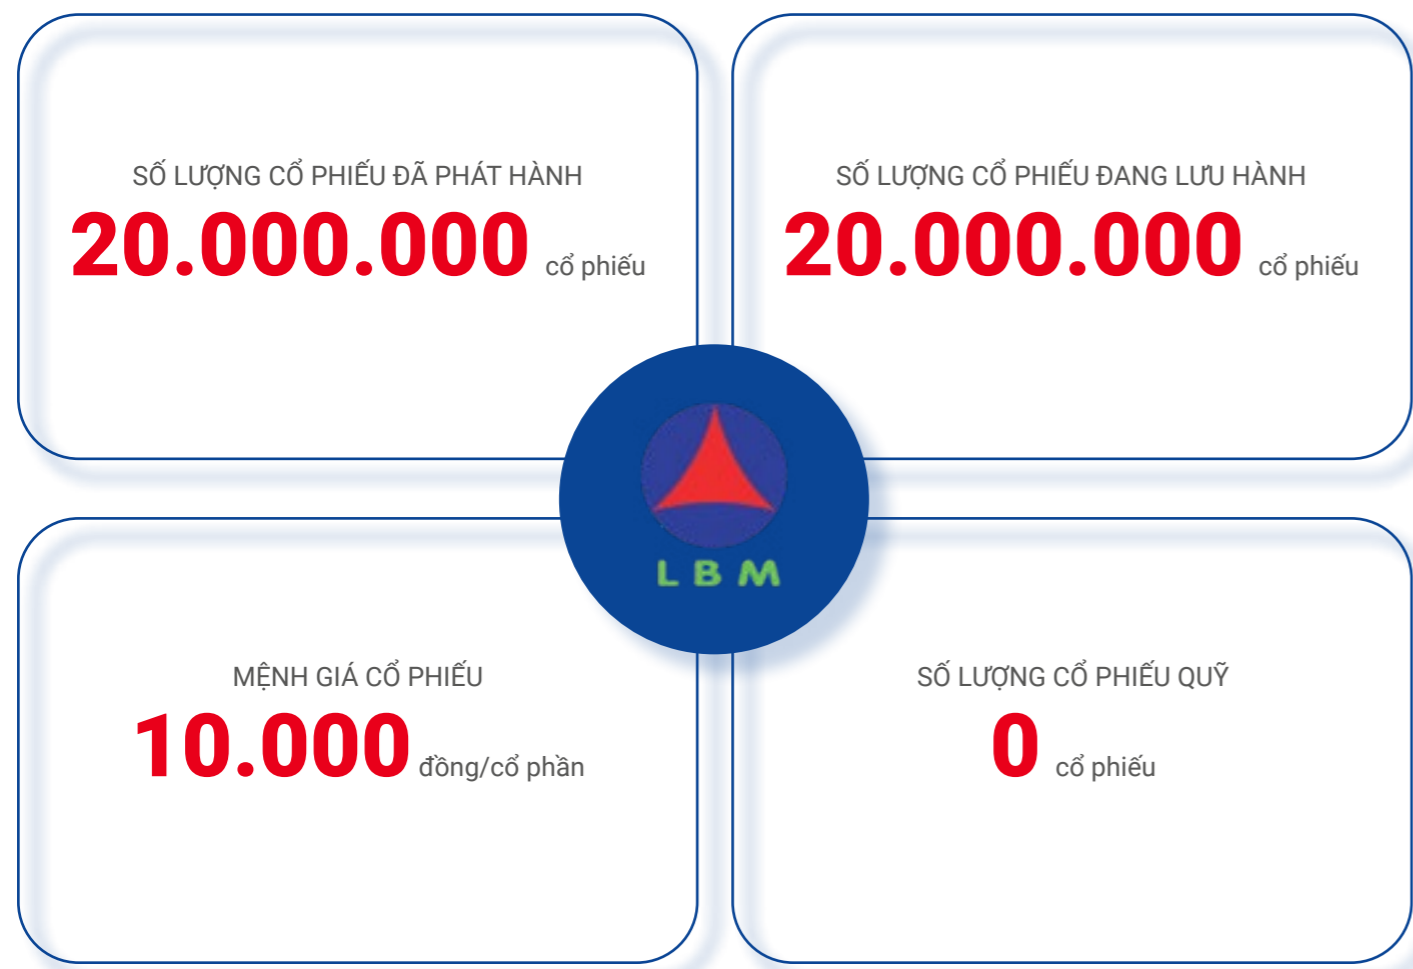 SỐ LƯỢNG CỔ PHIẾU ĐÃ PHÁT HÀNH
20.000.000 cổ phiếu
SỐ LƯỢNG CỔ PHIẾU ĐANG LƯU HÀNH
20.000.000 cổ phiếu
L B M
MỆNH GIÁ CỔ PHIẾU
10.000 đồng/cổ phần
SỐ LƯỢNG CỔ PHIẾU QUỸ
0 cổ phiếu